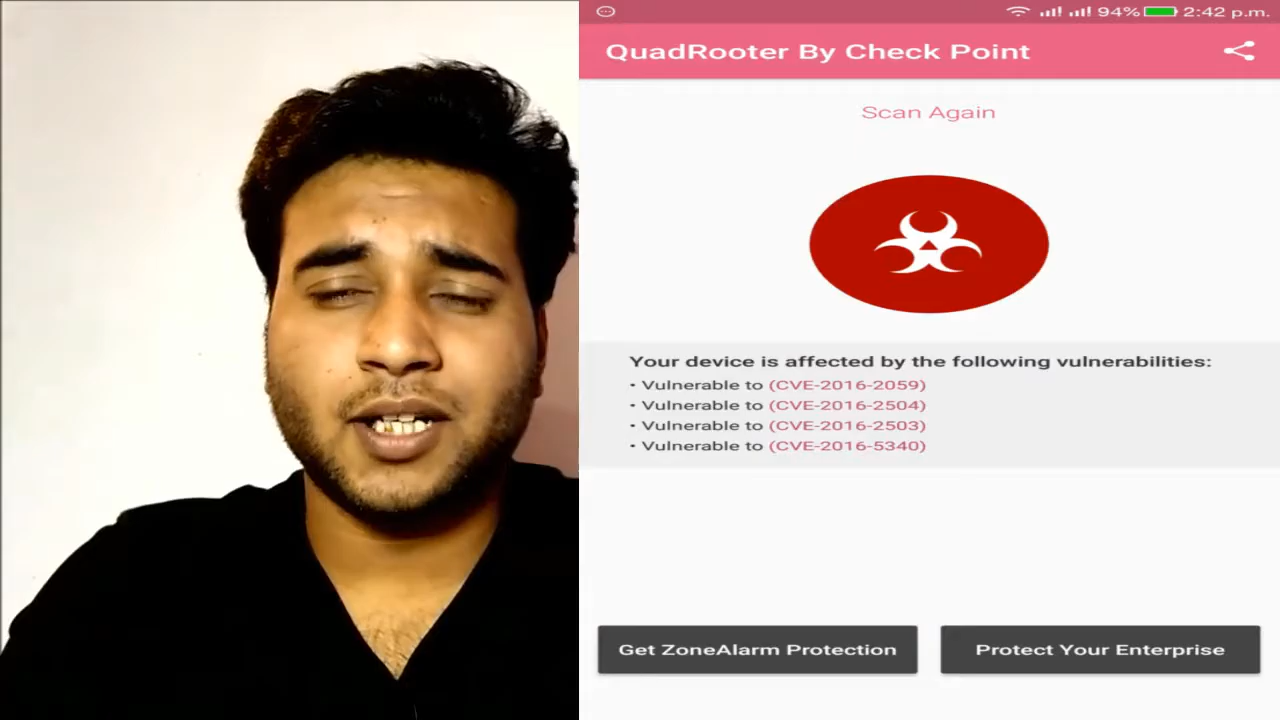 94% 2:42 p.m.
QuadRooter By Check Point
Scan Again
Your device is affected by the following vulnerabilities:
• Vulnerable to (CVE-2016-2059)
• Vulnerable to (CVE-2016-2504)
• Vulnerable to (CVE-2016-2503)
• Vulnerable to (CVE-2016-5340)
Get ZoneAlarm Protection
Protect Your Enterprise